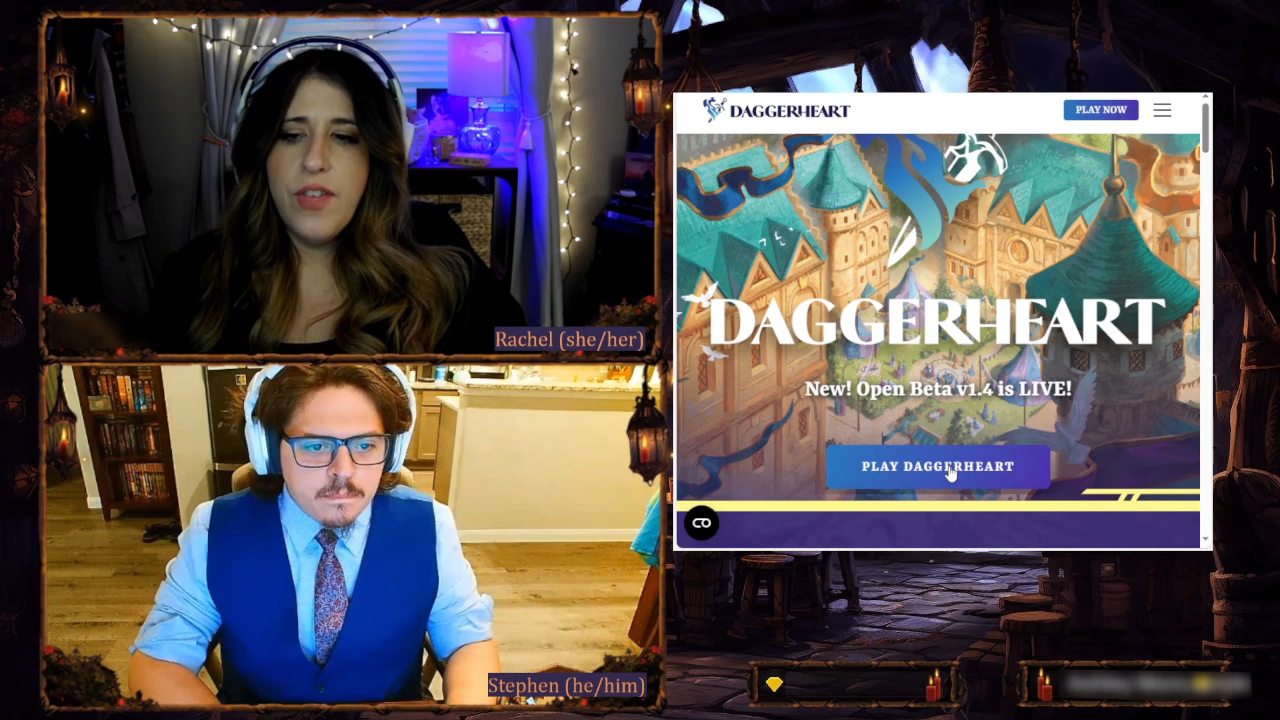 Rachel (she/her)
Stephen (he/him)
DAGGERHEART
PLAY NOW
DAGGERHEART
New! Open Beta v1.4 is LIVE!
PLAY DAGGERHEART